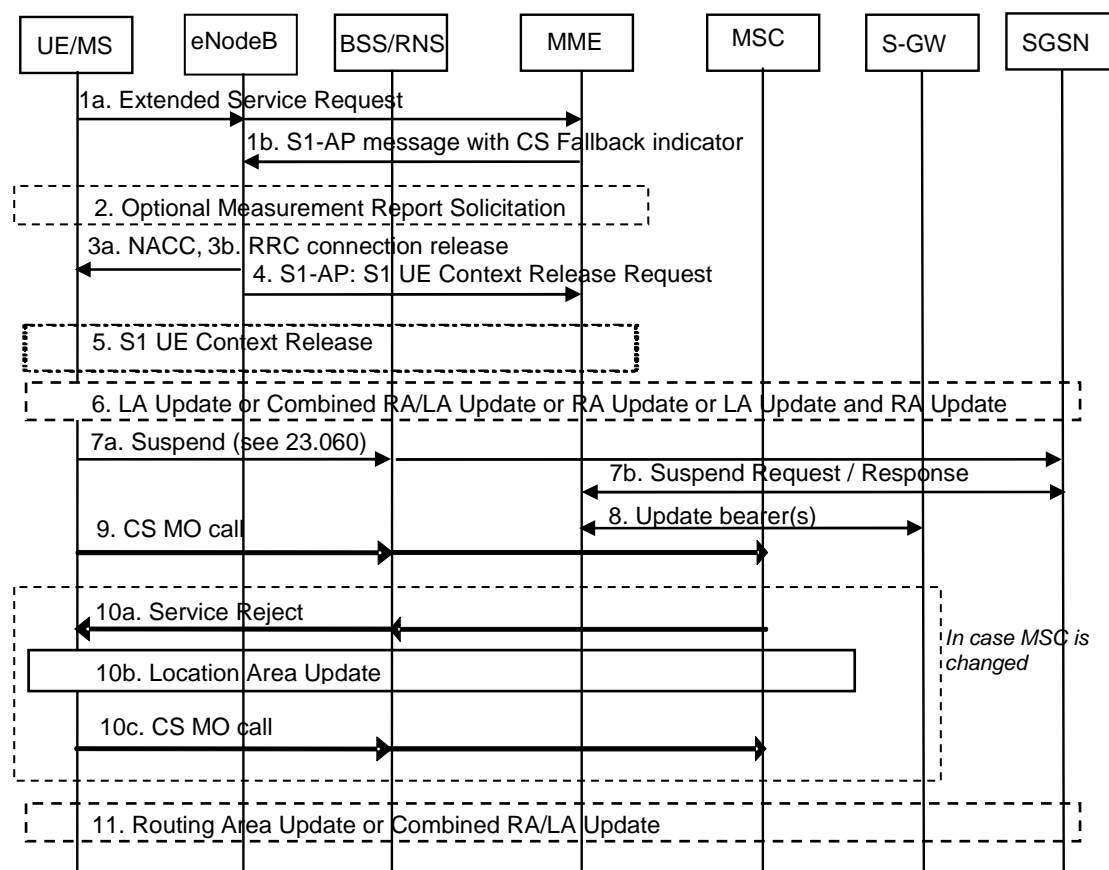 UE/MS
eNodeB
BSS/RNS
MME
MSC
S-GW
SGSN
1a. Extended Service Request
1b. S1-AP message with CS Fallback indicator
2. Optional Measurement Report Solicitation
3a. NACC, 3b. RRC connection release
4. S1-AP: S1 UE Context Release Request
5. S1 UE Context Release
6. LA Update or Combined RA/LA Update or RA Update or LA Update and RA Update
7a. Suspend (see 23.060)
7b. Suspend Request / Response
8. Update bearer(s)
9. CS MO call
10a. Service Reject
In case MSC is
changed
10b. Location Area Update
10c. CS MO call
11. Routing Area Update or Combined RA/LA Update